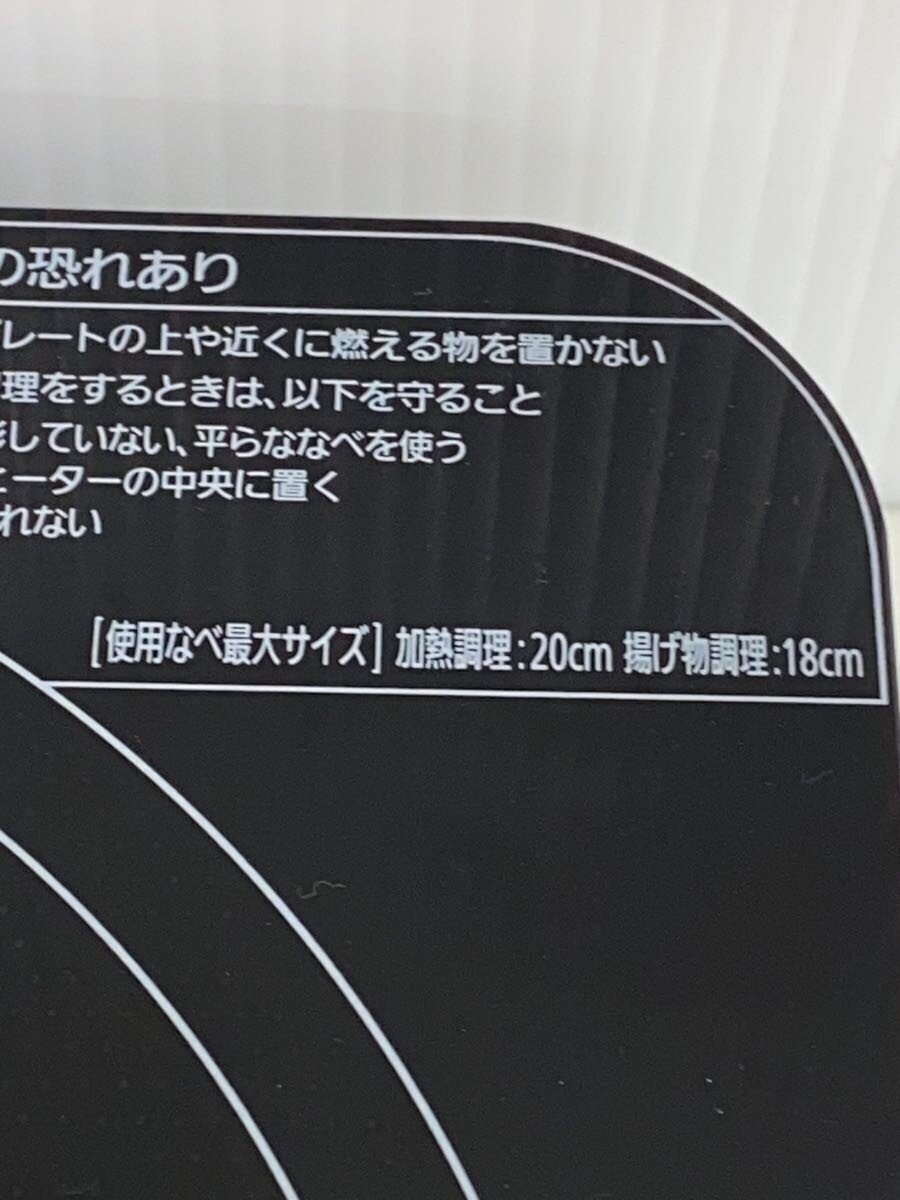 の恐れあり
プレートの上や近くに燃える物を置かない
理をするときは、以下を守ること
していない、平らななべを使う
ーターの中央に置く
れない
[使用なべ最大サイズ] 加熱調理:20cm 揚げ物調理:18cm